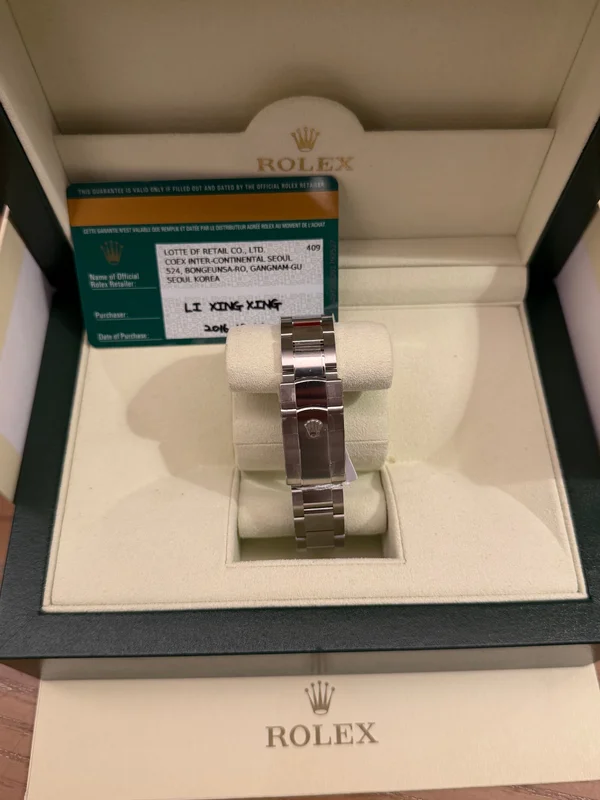 ROLEX
THIS GUARANTEE IS VALID ONLY IF FILLED OUT AND DATED BY THE OFFICIAL ROLEX RETAILER
CETTE GARANTIE N'EST VALABLE QUE REMPLIE ET DATÉE PAR LE DISTRIBUTEUR AGRÉÉ ROLEX AU MOMENT DE L'ACHAT
LOTTE DF RETAIL CO., LTD. 409
COEX INTER-CONTINENTAL SEOUL
524, BONGEUNSA-RO, GANGNAM-GU
SEOUL KOREA
Name of Official
Rolex Retailer:
Purchaser: LI XING XING
Date of Purchase: 2016
ROLEX